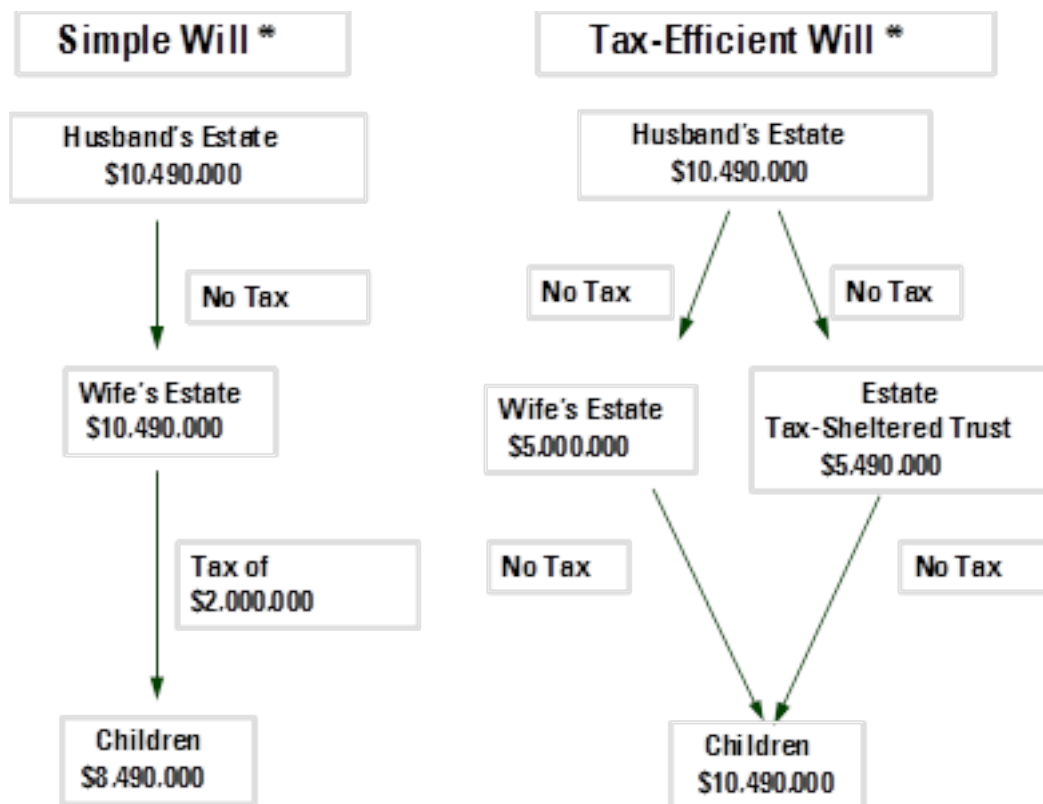 Simple Will *
Husband's Estate
$10.490.000
No Tax
Wife's Estate
$10.490.000
Tax of
$2.000.000
Children
$8.490.000
Tax-Efficient Will *
Husband's Estate
$10.490.000
No Tax
No Tax
Wife's Estate
$5.000.000
Estate
Tax-Sheltered Trust
$5.490.000
No Tax
No Tax
Children
$10.490.000